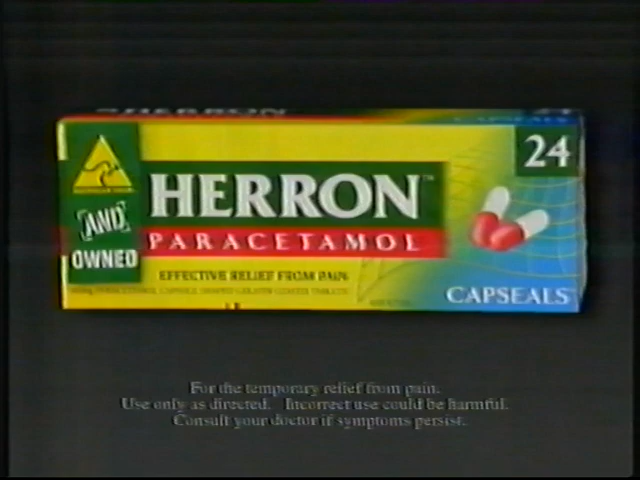 24
HERRON™
[AND]
PARACETAMOL
OWNED
EFFECTIVE RELIEF FROM PAIN
CAPSEALS
For the temporary relief from pain.
Use only as directed. Incorrect use could be harmful.
Consult your doctor if symptoms persist.